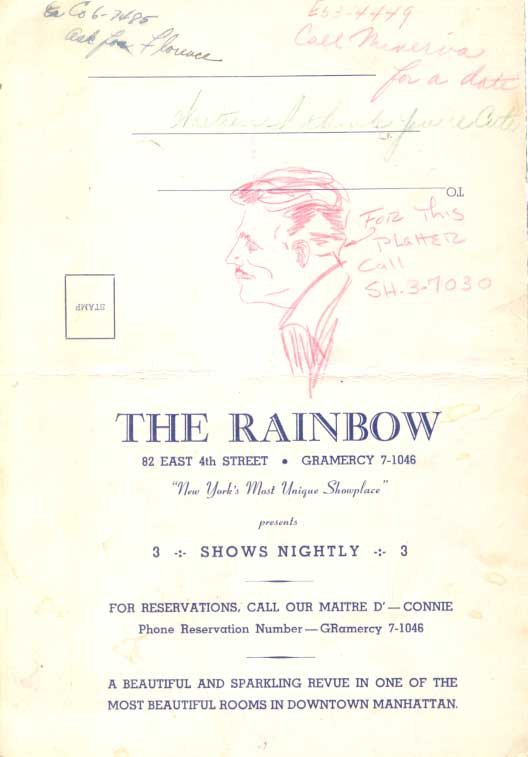 Co 6-7485
ask for Florence
Es 3-4449
Call Minerva
for a date
TO
FOR This
PLATTER
Call
SH.3-7030
STAMP
THE RAINBOW
82 EAST 4th STREET • GRAMERCY 7-1046
"New York's Most Unique Showplace"
presents
3 -:- SHOWS NIGHTLY -:- 3
FOR RESERVATIONS, CALL OUR MAITRE D' — CONNIE
Phone Reservation Number — GRamercy 7-1046
A BEAUTIFUL AND SPARKLING REVUE IN ONE OF THE
MOST BEAUTIFUL ROOMS IN DOWNTOWN MANHATTAN.